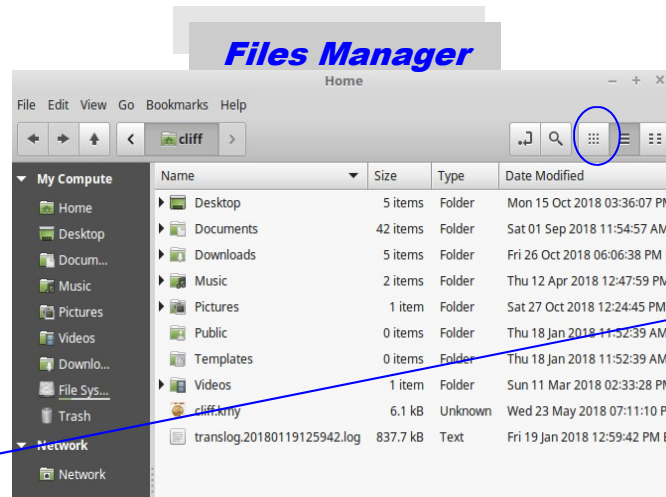 Files Manager
Home
File Edit View Go Bookmarks Help
cliff
My Compute
Home
Desktop
Docum...
Music
Pictures
Videos
Downlo...
File Sys...
Trash
Network
Network
Name Size Type Date Modified
Desktop 5 items Folder Mon 15 Oct 2018 03:36:07 PM
Documents 42 items Folder Sat 01 Sep 2018 11:54:57 AM
Downloads 5 items Folder Fri 26 Oct 2018 06:06:38 PM
Music 2 items Folder Thu 12 Apr 2018 12:47:59 PM
Pictures 1 item Folder Sat 27 Oct 2018 12:24:45 PM
Public 0 items Folder Thu 18 Jan 2018 11:52:39 AM
Templates 0 items Folder Thu 18 Jan 2018 11:52:39 AM
Videos 1 item Folder Sun 11 Mar 2018 02:33:28 PM
cliff.kmy 6.1 kB Unknown Wed 23 May 2018 07:11:10 P
translog.20180119125942.log 837.7 kB Text Fri 19 Jan 2018 12:59:42 PM E